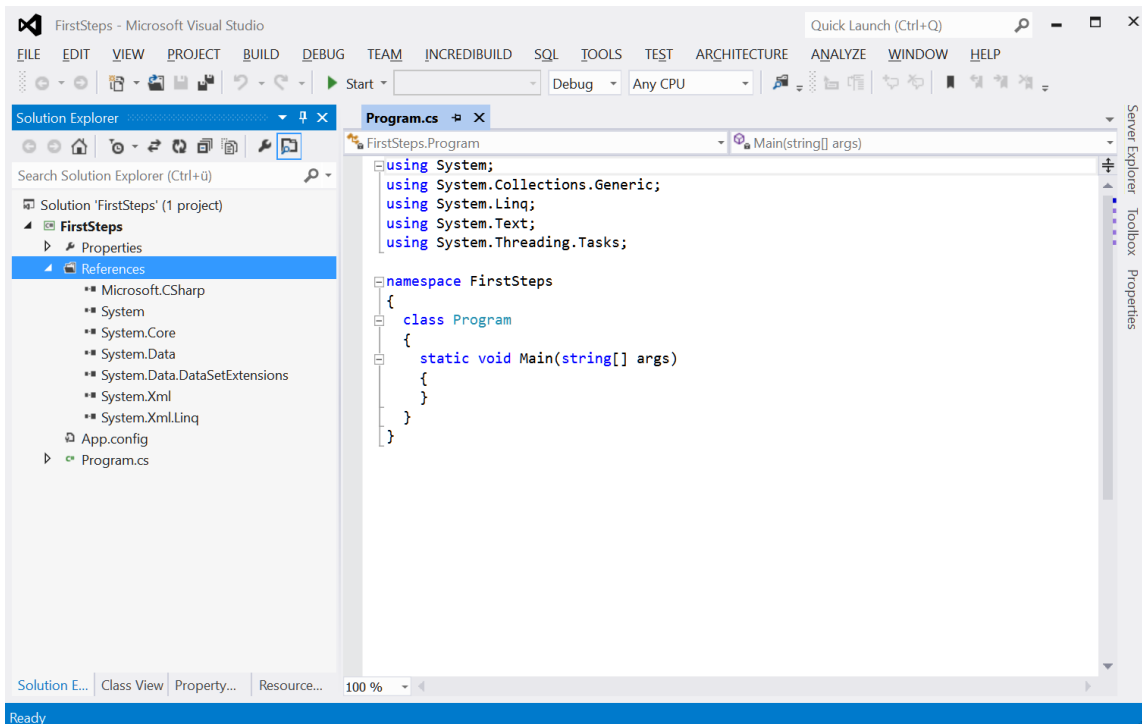 FirstSteps - Microsoft Visual Studio
Quick Launch (Ctrl+Q)
FILE EDIT VIEW PROJECT BUILD DEBUG TEAM INCREDIBUILD SQL TOOLS TEST ARCHITECTURE ANALYZE WINDOW HELP
Start Debug Any CPU
Solution Explorer
Search Solution Explorer (Ctrl+ü)
Solution 'FirstSteps' (1 project)
FirstSteps
Properties
References
Microsoft.CSharp
System
System.Core
System.Data
System.Data.DataSetExtensions
System.Xml
System.Xml.Linq
App.config
Program.cs
Solution E... Class View Property... Resource...
Program.cs
FirstSteps.Program Main(string[] args)
using System;
using System.Collections.Generic;
using System.Linq;
using System.Text;
using System.Threading.Tasks;
namespace FirstSteps
{
class Program
{
static void Main(string[] args)
{
}
}
}
100 %
Server Explorer
Toolbox
Properties
Ready